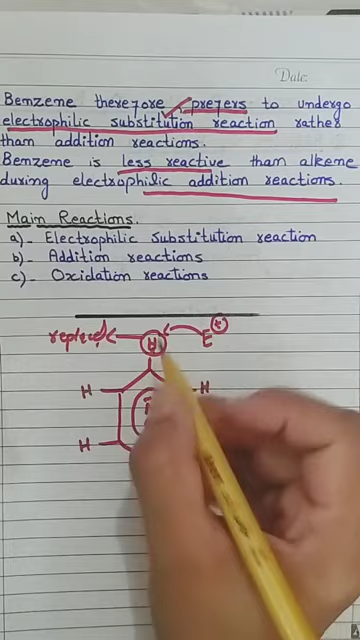 Date
Benzene therefore prefers to undergo
electrophilic substitution reaction rather
than addition reactions.
Benzene is less reactive than alkene
during electrophilic addition reactions.
Main Reactions.
a)- Electrophilic Substitution reaction
b)- Addition reactions
c)- Oxidation reactions
replaced H E +
H H
H